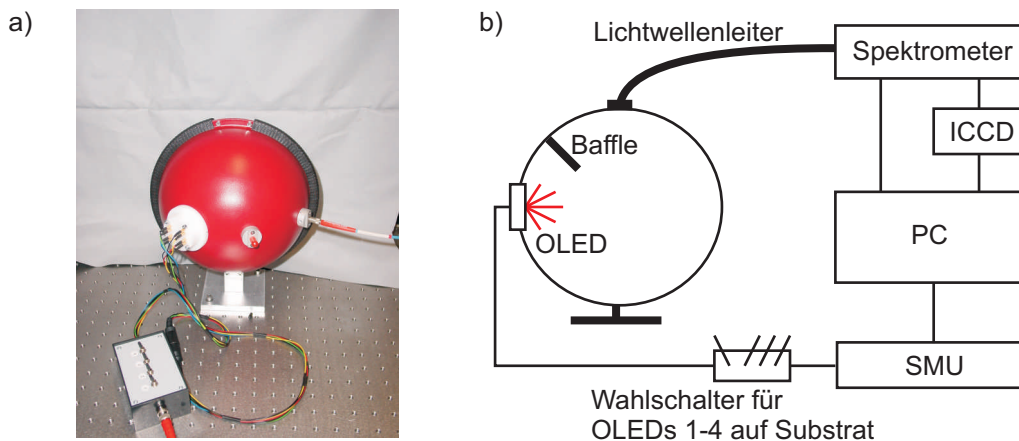 a)
b)
Lichtwellenleiter
Spektrometer
Baffle
ICCD
OLED
PC
SMU
Wahlschalter für
OLEDs 1-4 auf Substrat